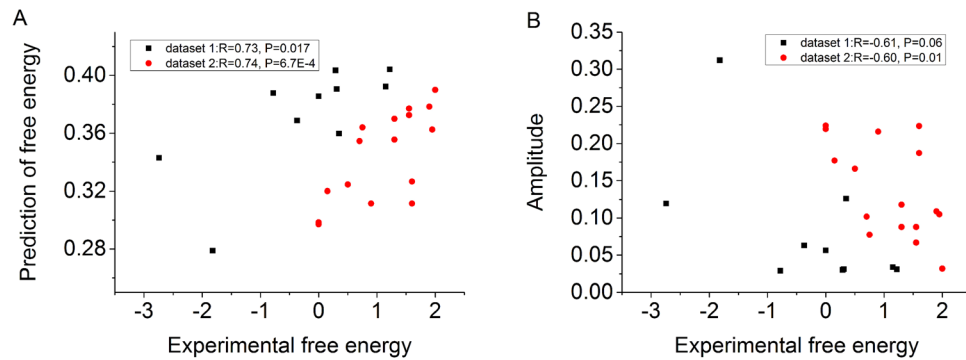 A
dataset 1:R=0.73, P=0.017
dataset 2:R=0.74, P=6.7E-4
Prediction of free energy
0.40
0.36
0.32
0.28
-3 -2 -1 0 1 2
Experimental free energy
B
dataset 1:R=-0.61, P=0.06
dataset 2:R=-0.60, P=0.01
Amplitude
0.35
0.30
0.25
0.20
0.15
0.10
0.05
0.00
-3 -2 -1 0 1 2
Experimental free energy